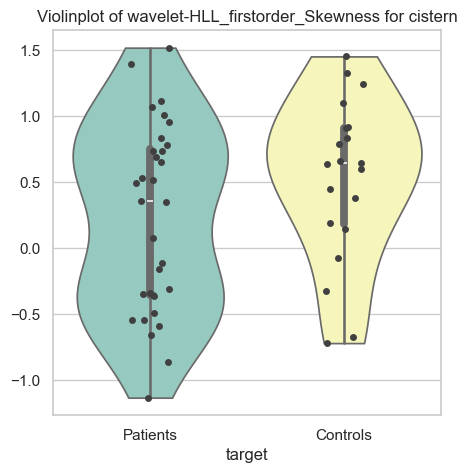 Violinplot of wavelet-HLL_firstorder_Skewness for cistern
1.5
1.0
0.5
0.0
−0.5
−1.0
Patients Controls
target